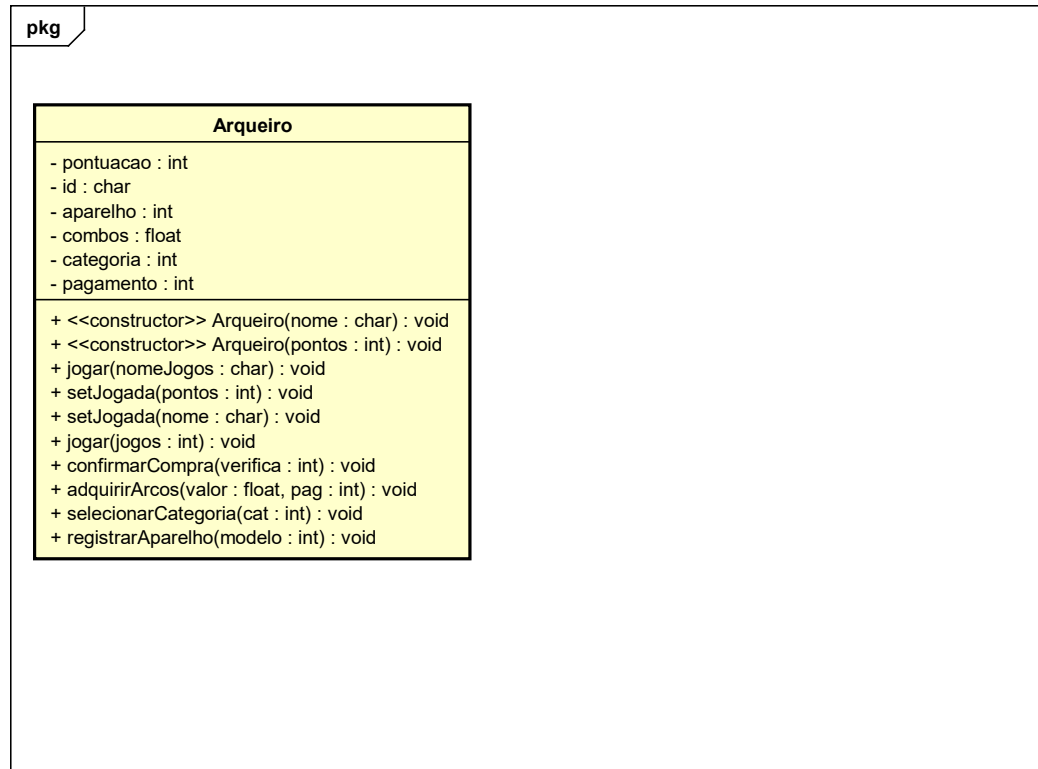 pkg
Arqueiro
- pontuacao : int
- id : char
- aparelho : int
- combos : float
- categoria : int
- pagamento : int
+ <<constructor>> Arqueiro(nome : char) : void
+ <<constructor>> Arqueiro(pontos : int) : void
+ jogar(nomeJogos : char) : void
+ setJogada(pontos : int) : void
+ setJogada(nome : char) : void
+ jogar(jogos : int) : void
+ confirmarCompra(verifica : int) : void
+ adquirirArcos(valor : float, pag : int) : void
+ selecionarCategoria(cat : int) : void
+ registrarAparelho(modelo : int) : void